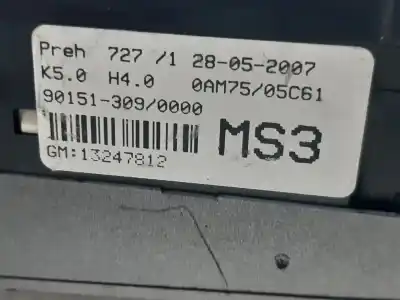 Preh 727 /1 28-05-2007
K5.0 H4.0 0AM75/05C61
90151-309/0000
MS3
GM:13247812